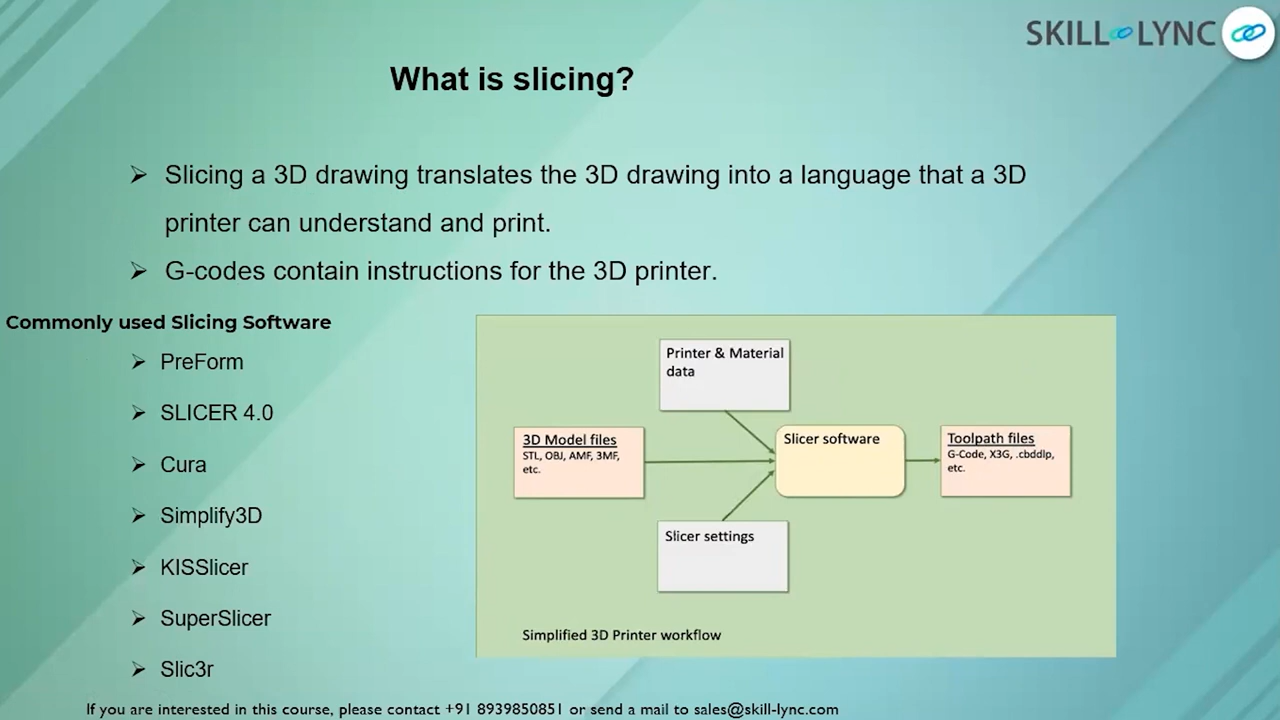 SKILL LYNC
What is slicing?
Slicing a 3D drawing translates the 3D drawing into a language that a 3D
printer can understand and print.
G-codes contain instructions for the 3D printer.
Commonly used Slicing Software
PreForm
SLICER 4.0
Cura
Simplify3D
KISSlicer
SuperSlicer
Slic3r
Printer & Material
data
3D Model files
STL, OBJ, AMF, 3MF,
etc.
Slicer software
Toolpath files
G-Code, X3G, .cbddlp,
etc.
Slicer settings
Simplified 3D Printer workflow
If you are interested in this course, please contact +91 8939850851 or send a mail to sales@skill-lync.com